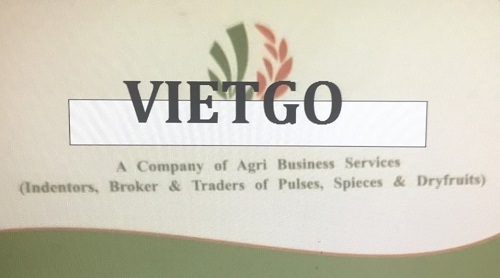 VIETGO
A Company of Agri Business Services
(Indentors, Broker & Traders of Pulses, Spieces & Dryfruits)